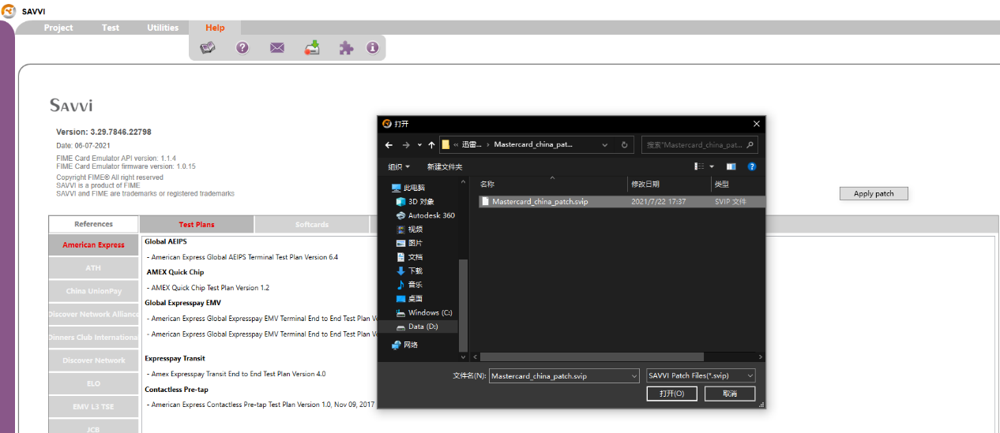 SAVVI
Project Test Utilities Help
SAVVI
Version: 3.29.7846.22798
Date: 06-07-2021
FIME Card Emulator API version: 1.1.4
FIME Card Emulator firmware version: 1.0.15
Copyright FIME® All right reserved
SAVVI is a product of FIME
SAVVI and FIME are trademarks or registered trademarks
Apply patch
References Test Plans Softcards
American Express
ATH
China UnionPay
Discover Network Alliance
Dinners Club International
Discover Network
ELO
EMV L3 TSE
JCB
Global AEIPS
- American Express Global AEIPS Terminal Test Plan Version 6.4
AMEX Quick Chip
- AMEX Quick Chip Test Plan Version 1.2
Global Expresspay EMV
- American Express Global Expresspay EMV Terminal End to End Test Plan Ve
- American Express Global Expresspay EMV Terminal End to End Test Plan Ve
Expresspay Transit
- Amex Expresspay Transit End to End Test Plan Version 4.0
Contactless Pre-tap
- American Express Contactless Pre-tap Test Plan Version 1.0, Nov 09, 2017
打开
« 迅雷... › Mastercard_china_pat...
搜索"Mastercard_china_pat...
组织 新建文件夹
此电脑
3D 对象
Autodesk 360
视频
图片
文档
下载
音乐
桌面
Windows (C:)
Data (D:)
网络
名称 修改日期 类型
Mastercard_china_patch.svip 2021/7/22 17:37 SVIP 文件
文件名(N): Mastercard_china_patch.svip SAVVI Patch Files(*.svip)
打开(O) 取消